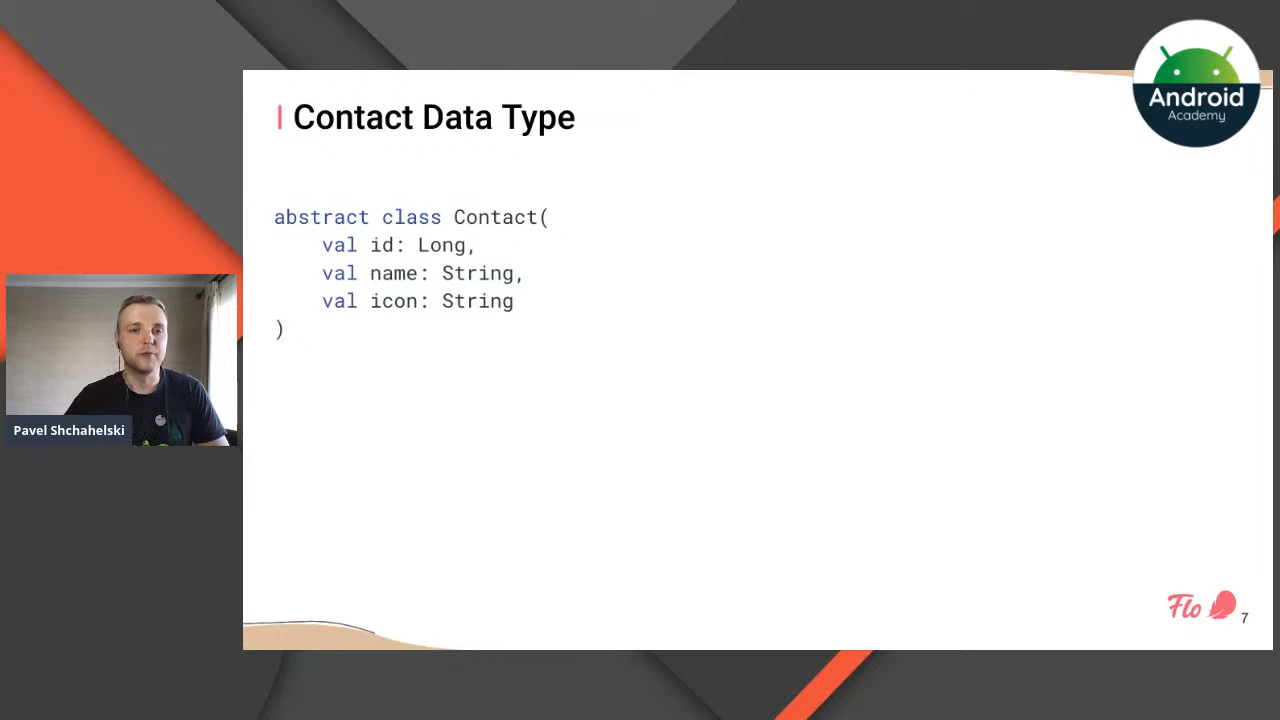 Android
Academy
Contact Data Type
abstract class Contact(
    val id: Long,
    val name: String,
    val icon: String
)
Pavel Shchahelski
Flo
7